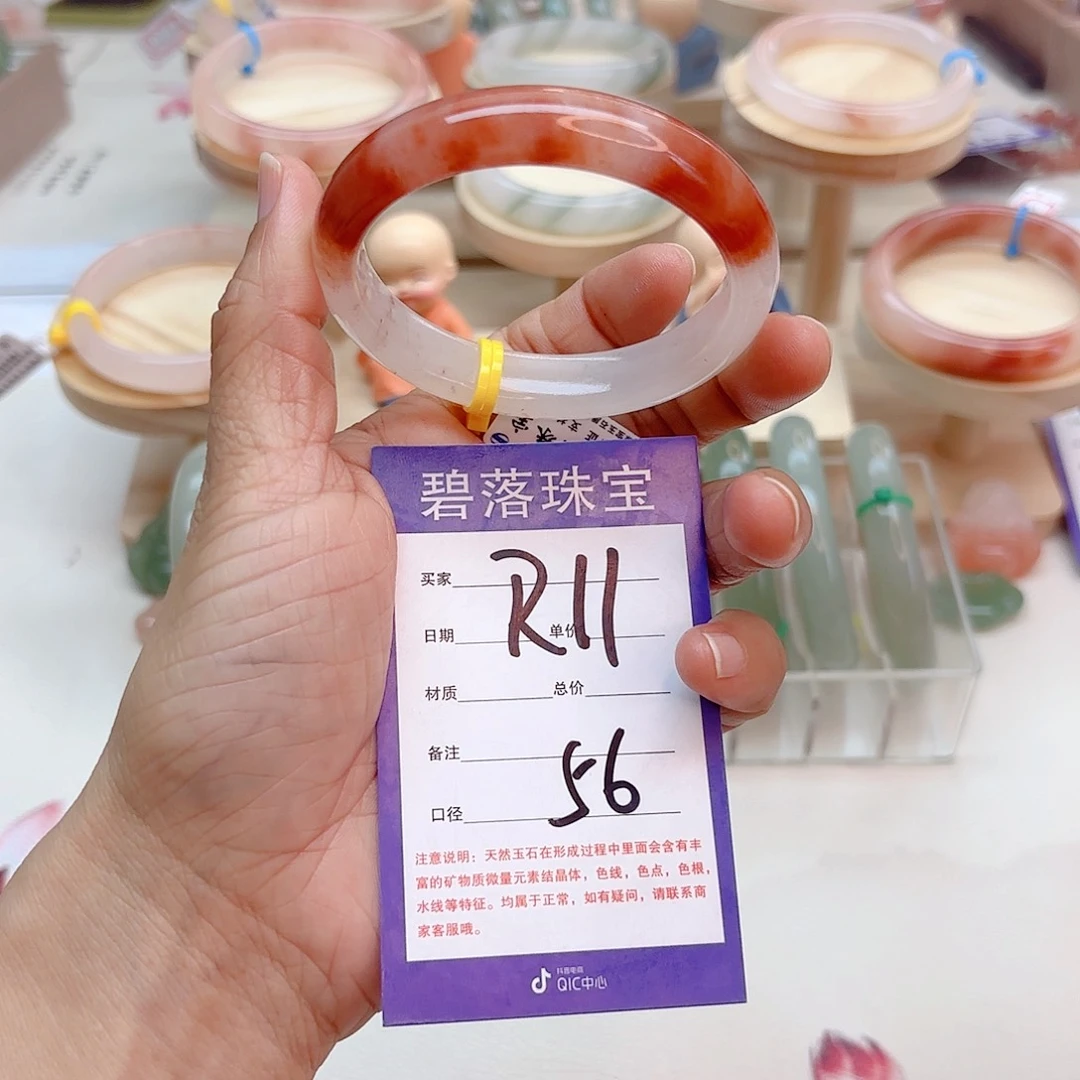 碧落珠宝
买家
R11
日期 单价
材质 总价
备注
56
口径
注意说明：天然玉石在形成过程中里面会含有丰
富的矿物质微量元素结晶体，色线，色点，色根，
水线等特征。均属于正常，如有疑问，请联系商
家客服哦。
抖音电商
QIC中心